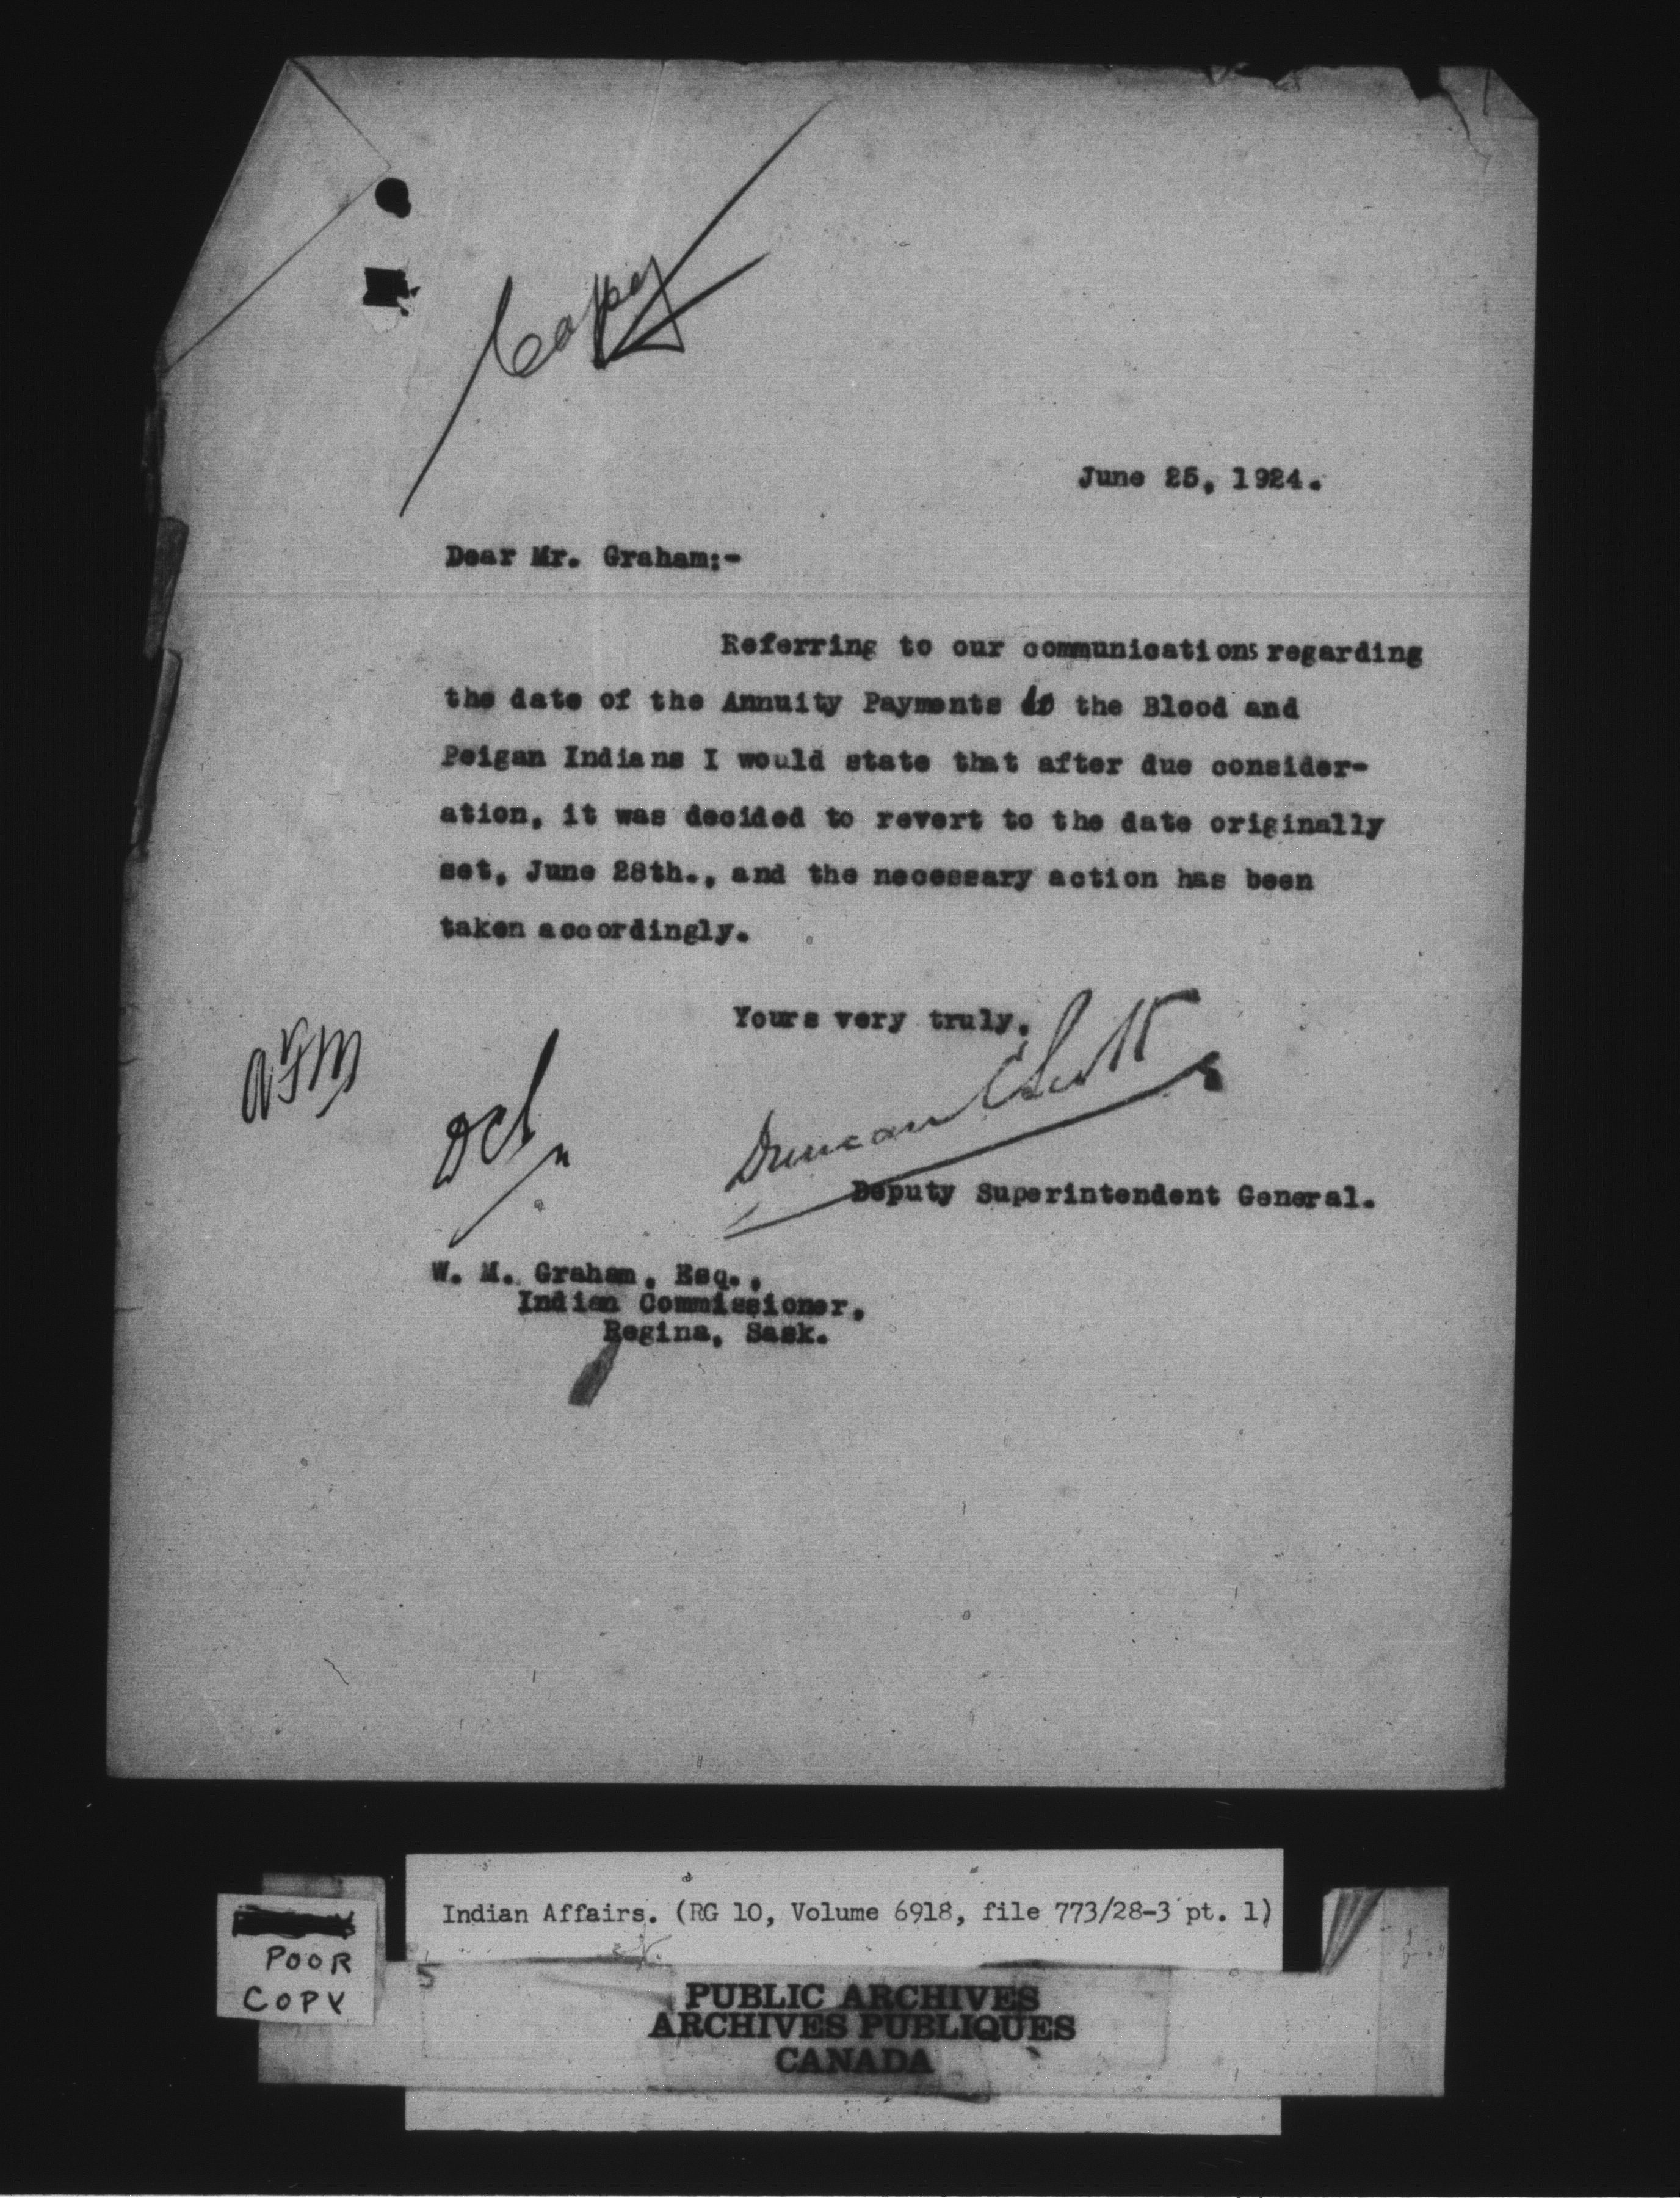 Copy
June 25, 1924.
Dear Mr. Graham:-
Referring to our communications regarding
the date of the Annuity Payments to the Blood and
Peigan Indians I would state that after due consider-
ation, it was decided to revert to the date originally
set, June 28th., and the necessary action has been
taken accordingly.
Yours very truly,
Duncan C Scott
Deputy Superintendent General.
W. M. Graham, Esq.,
Indian Commissioner,
Regina, Sask.
Indian Affairs. (RG 10, Volume 6918, file 773/28-3 pt. 1)
POOR
COPY
5
PUBLIC ARCHIVES
ARCHIVES PUBLIQUES
CANADA